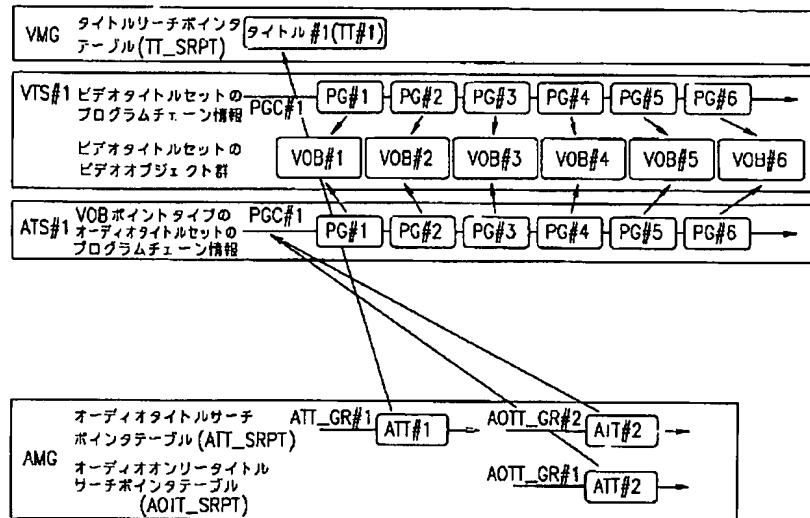 VMG タイトルサーチポインタ
テーブル(TT_SRPT)
タイトル#1(TT#1)
VTS#1 ビデオタイトルセットの
プログラムチェーン情報
PGC#1
PG#1 PG#2 PG#3 PG#4 PG#5 PG#6
ビデオタイトルセットの
ビデオオブジェクト群
VOB#1 VOB#2 VOB#3 VOB#4 VOB#5 VOB#6
ATS#1 VOBポイントタイプの
オーディオタイトルセットの
プログラムチェーン情報
PGC#1
PG#1 PG#2 PG#3 PG#4 PG#5 PG#6
AMG
オーディオタイトルサーチ
ポインタテーブル(ATT_SRPT)
ATT_GR#1 ATT#1 AOTT_GR#2 ATT#2
オーディオオンリータイトル
サーチポインタテーブル
(AOTT_SRPT)
AOTT_GR#1 ATT#2